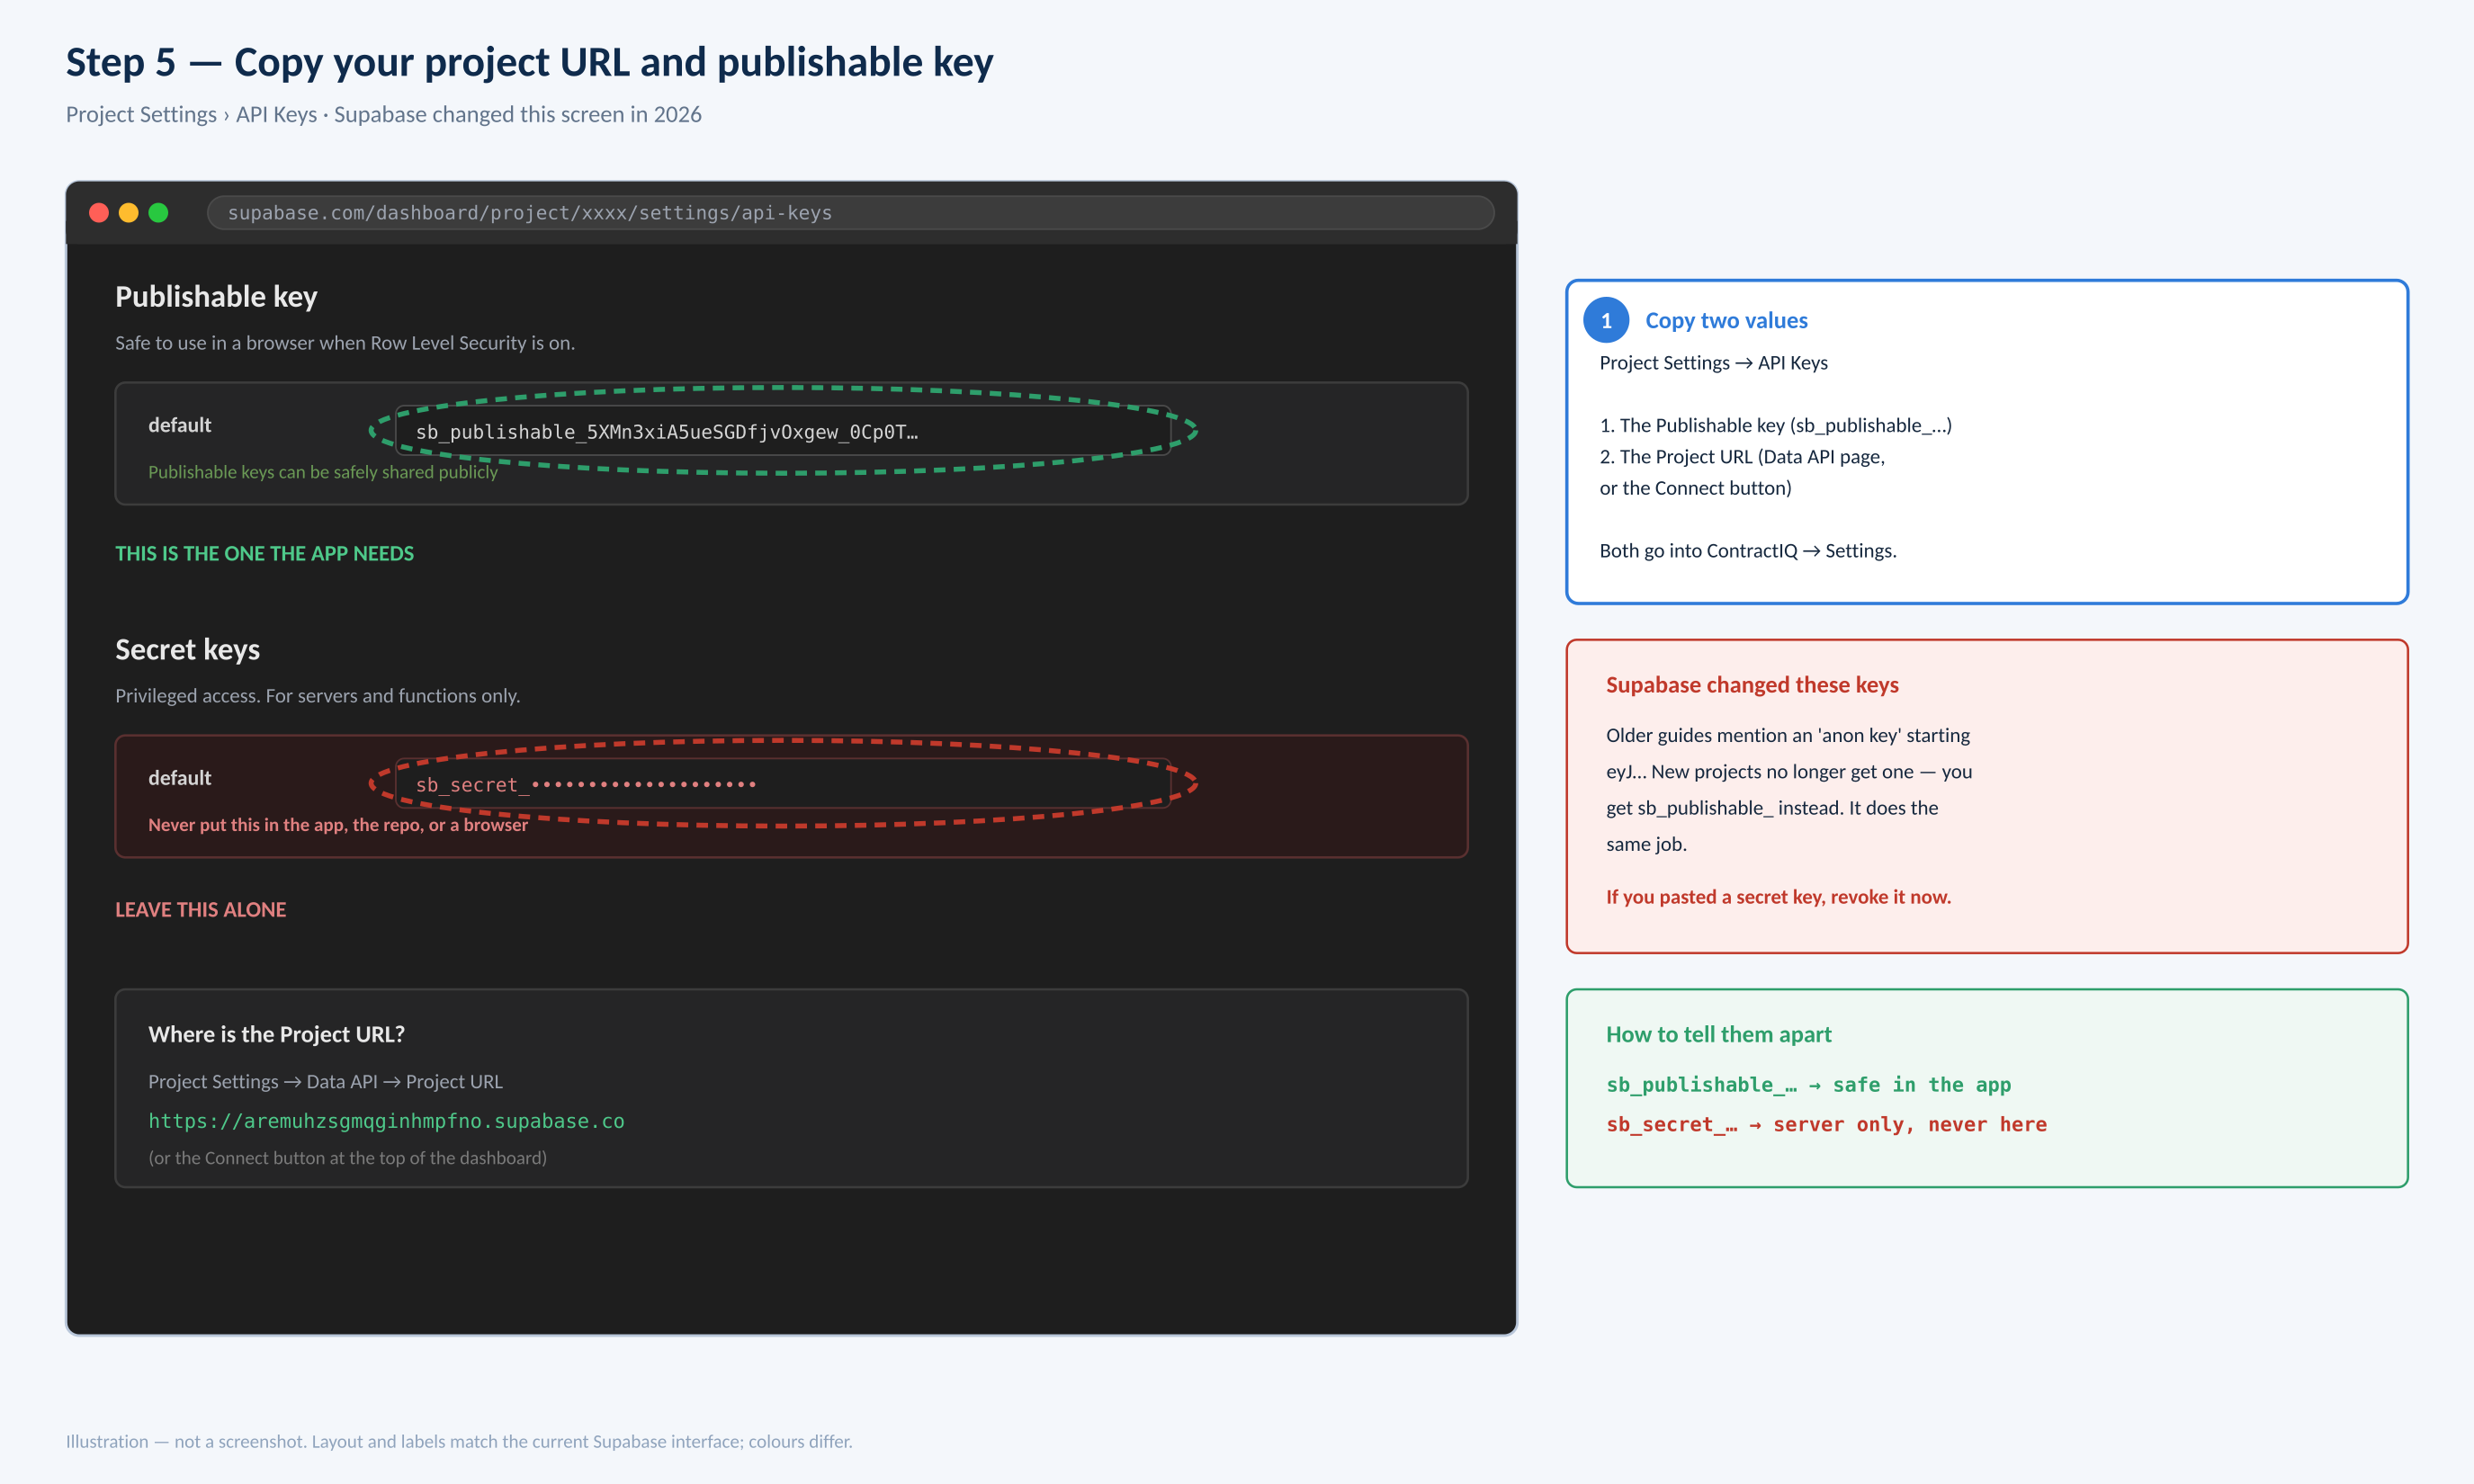 Step 5 — Copy your project URL and publishable key
Project Settings › API Keys · Supabase changed this screen in 2026
supabase.com/dashboard/project/xxxx/settings/api-keys
Publishable key
Safe to use in a browser when Row Level Security is on.
default
sb_publishable_5XMn3xiA5ueSGDfjvOxgew_0Cp0T…
Publishable keys can be safely shared publicly
THIS IS THE ONE THE APP NEEDS
Secret keys
Privileged access. For servers and functions only.
default
sb_secret_••••••••••••••••••••
Never put this in the app, the repo, or a browser
LEAVE THIS ALONE
Where is the Project URL?
Project Settings → Data API → Project URL
https://aremuhzsgmqginhmpfno.supabase.co
(or the Connect button at the top of the dashboard)
1 Copy two values
Project Settings → API Keys
1. The Publishable key (sb_publishable_…)
2. The Project URL (Data API page,
or the Connect button)
Both go into ContractIQ → Settings.
Supabase changed these keys
Older guides mention an 'anon key' starting
eyJ… New projects no longer get one — you
get sb_publishable_ instead. It does the
same job.
If you pasted a secret key, revoke it now.
How to tell them apart
sb_publishable_… → safe in the app
sb_secret_… → server only, never here
Illustration — not a screenshot. Layout and labels match the current Supabase interface; colours differ.